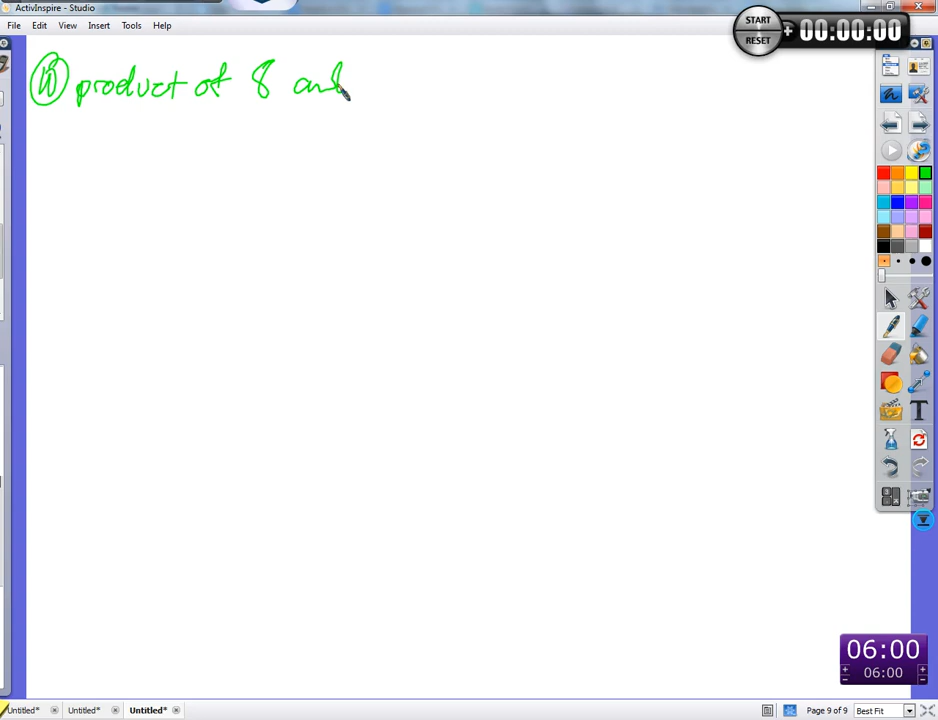 ActivInspire - Studio
START
RESET
00:00:00
File Edit View Insert Tools Help
product of 8 and
06:00
06:00
Untitled* Untitled* Untitled*
Page 9 of 9 Best Fit